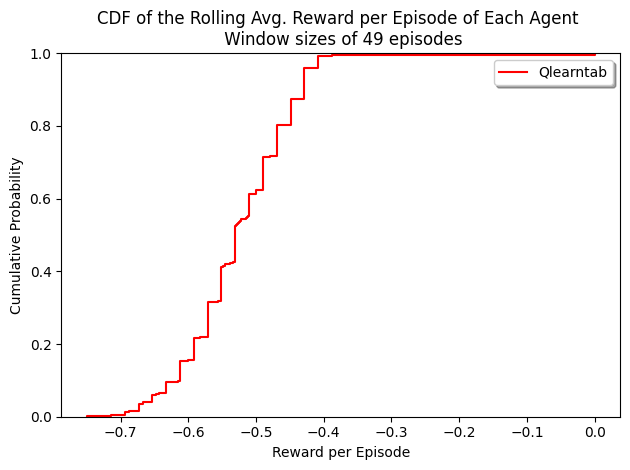 CDF of the Rolling Avg. Reward per Episode of Each Agent
Window sizes of 49 episodes
Qlearntab
1.0
0.8
0.6
0.4
0.2
0.0
Cumulative Probability
−0.7
−0.6
−0.5
−0.4
−0.3
−0.2
−0.1
0.0
Reward per Episode